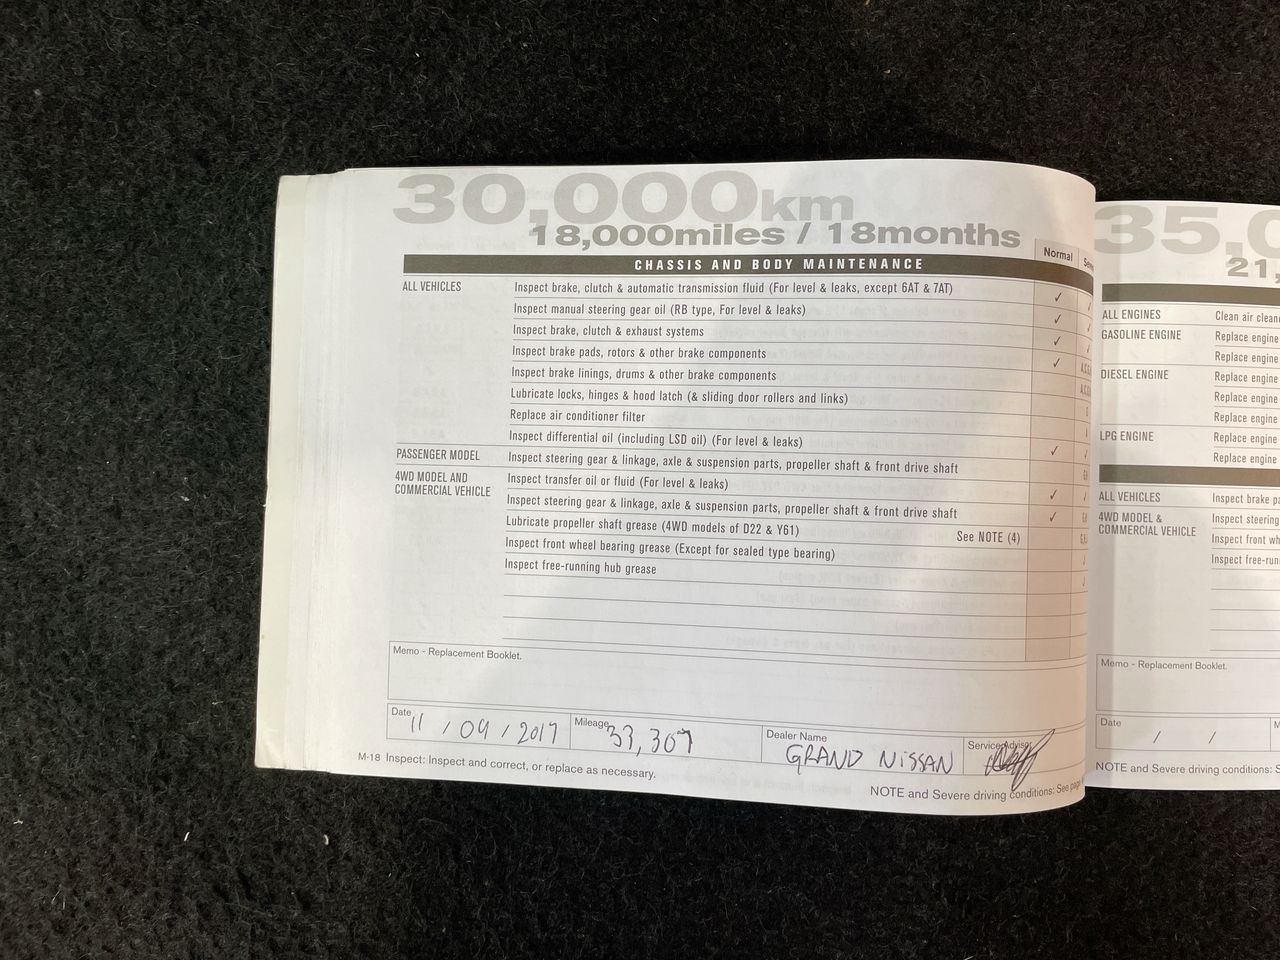 30,000km
18,000miles / 18months
Normal
CHASSIS AND BODY MAINTENANCE
ALL VEHICLES Inspect brake, clutch & automatic transmission fluid (For level & leaks, except 6AT & 7AT) ✓
Inspect manual steering gear oil (RB type, For level & leaks) ✓
Inspect brake, clutch & exhaust systems ✓
Inspect brake pads, rotors & other brake components ✓
Inspect brake linings, drums & other brake components
Lubricate locks, hinges & hood latch (& sliding door rollers and links)
Replace air conditioner filter
Inspect differential oil (including LSD oil) (For level & leaks) ✓
PASSENGER MODEL Inspect steering gear & linkage, axle & suspension parts, propeller shaft & front drive shaft
4WD MODEL AND COMMERCIAL VEHICLE Inspect transfer oil or fluid (For level & leaks) ✓
Inspect steering gear & linkage, axle & suspension parts, propeller shaft & front drive shaft ✓
Lubricate propeller shaft grease (4WD models of D22 & Y61) See NOTE (4)
Inspect front wheel bearing grease (Except for sealed type bearing)
Inspect free-running hub grease
Memo - Replacement Booklet.
Date 11 / 09 / 2017 Mileage 33,307 Dealer Name GRAND NISSAN Service Advisor
M-18 Inspect: Inspect and correct, or replace as necessary.
NOTE and Severe driving conditions: See page
35,0
21,
ALL ENGINES Clean air
GASOLINE ENGINE Replace engine
Replace engine
DIESEL ENGINE Replace engine
Replace engine
Replace engine
LPG ENGINE Replace engine
Replace engine
ALL VEHICLES Inspect brake
4WD MODEL & COMMERCIAL VEHICLE Inspect steering
Inspect front
Inspect
Memo - Replacement Booklet.
Date / /
NOTE and Severe driving conditions: